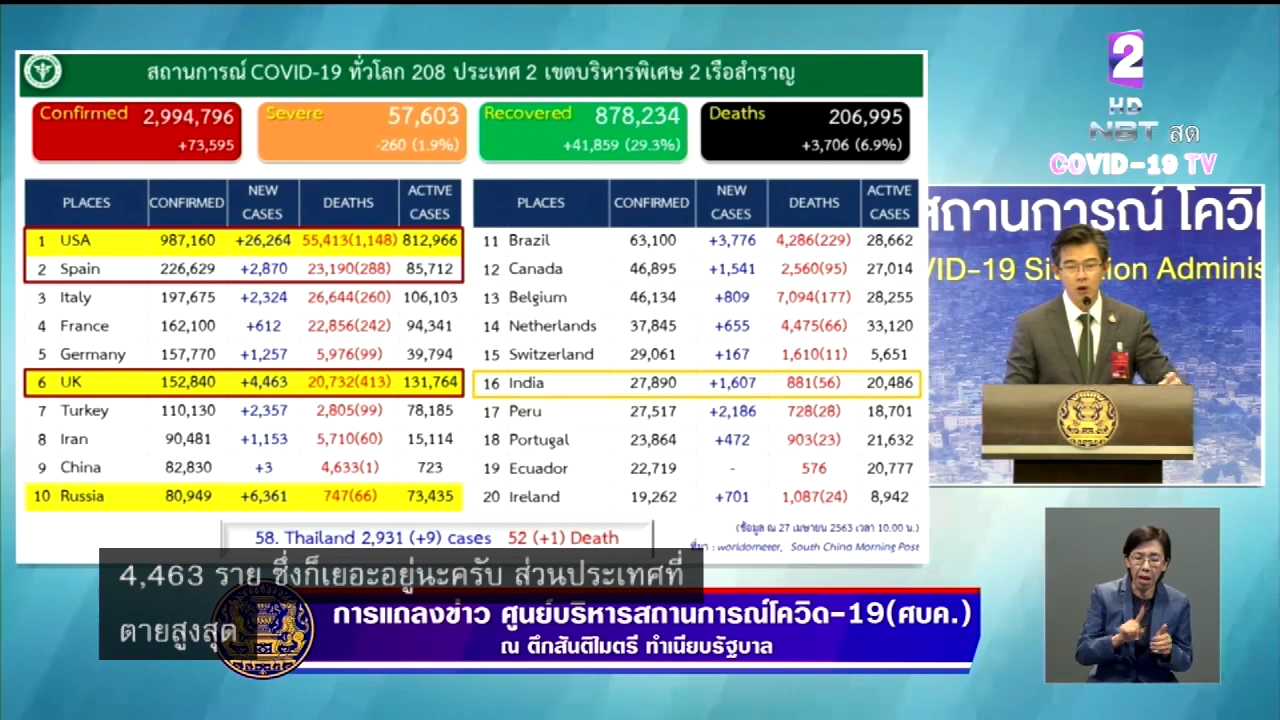 สถานการณ์ COVID-19 ทั่วโลก 208 ประเทศ 2 เขตบริหารพิเศษ 2 เรือสำราญ
Confirmed 2,994,796
+73,595
Severe 57,603
-260 (1.9%)
Recovered 878,234
+41,859 (29.3%)
Deaths 206,995
+3,706 (6.9%)
PLACES CONFIRMED NEW CASES DEATHS ACTIVE CASES
1 USA 987,160 +26,264 55,413(1,148) 812,966
2 Spain 226,629 +2,870 23,190(288) 85,712
3 Italy 197,675 +2,324 26,644(260) 106,103
4 France 162,100 +612 22,856(242) 94,341
5 Germany 157,770 +1,257 5,976(99) 39,794
6 UK 152,840 +4,463 20,732(413) 131,764
7 Turkey 110,130 +2,357 2,805(99) 78,185
8 Iran 90,481 +1,153 5,710(60) 15,114
9 China 82,830 +3 4,633(1) 723
10 Russia 80,949 +6,361 747(66) 73,435
PLACES CONFIRMED NEW CASES DEATHS ACTIVE CASES
11 Brazil 63,100 +3,776 4,286(229) 28,662
12 Canada 46,895 +1,541 2,560(95) 27,014
13 Belgium 46,134 +809 7,094(177) 28,255
14 Netherlands 37,845 +655 4,475(66) 33,120
15 Switzerland 29,061 +167 1,610(11) 5,651
16 India 27,890 +1,607 881(56) 20,486
17 Peru 27,517 +2,186 728(28) 18,701
18 Portugal 23,864 +472 903(23) 21,632
19 Ecuador 22,719 - 576 20,777
20 Ireland 19,262 +701 1,087(24) 8,942
58. Thailand 2,931 (+9) cases 52 (+1) Death
(ข้อมูล ณ 27 เมษายน 2563 เวลา 10.00 น.)
ที่มา : worldometer, South China Morning Post
2
HD
NBT สด
COVID-19 TV
สถานการณ์ โควิด
VID-19 Situation Adminis
4,463 ราย ซึ่งก็เยอะอยู่นะครับ ส่วนประเทศที่
ตายสูงสุด
การแถลงข่าว ศูนย์บริหารสถานการณ์โควิด-19(ศบค.)
ณ ตึกสันติไมตรี ทำเนียบรัฐบาล